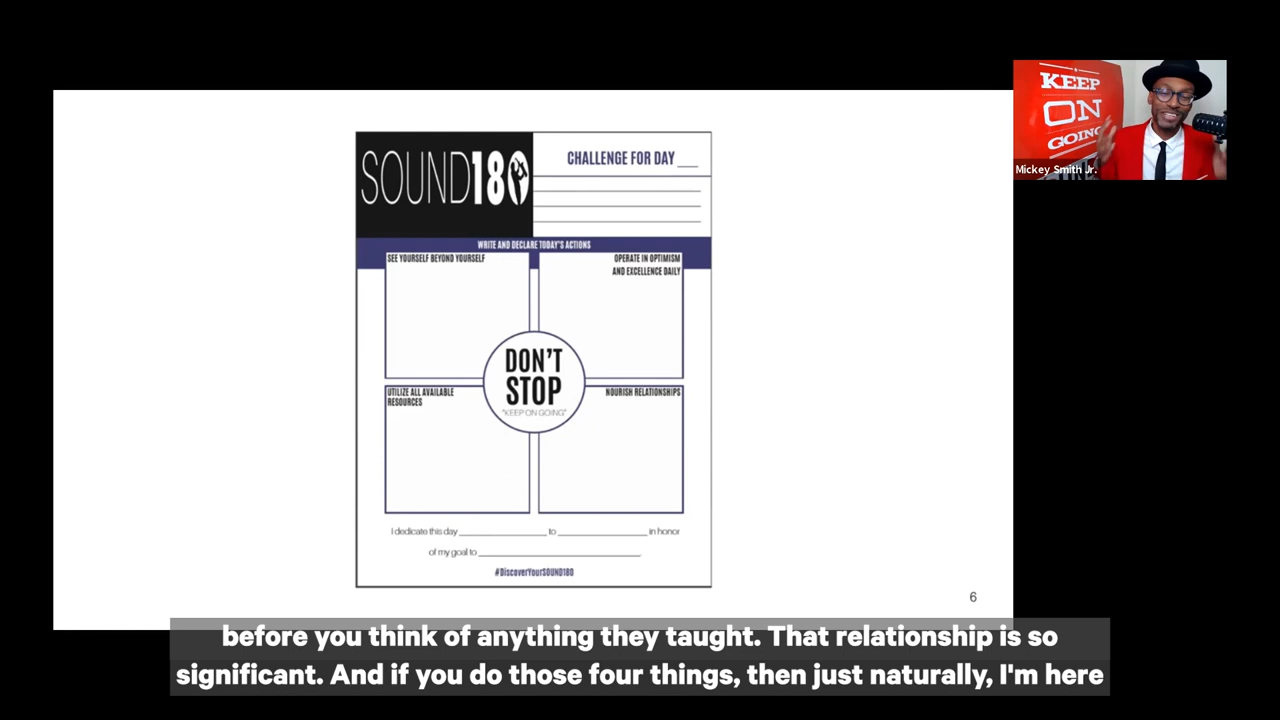 KEEP
ON
GOING
Mickey Smith Jr.
SOUND180
CHALLENGE FOR DAY ___
WRITE AND DECLARE TODAY'S ACTIONS
SEE YOURSELF BEYOND YOURSELF
OPERATE IN OPTIMISM
AND EXCELLENCE DAILY
DON'T
STOP
"KEEP ON GOING"
UTILIZE ALL AVAILABLE
RESOURCES
NOURISH RELATIONSHIPS
I dedicate this day ____________ to ____________ in honor
of my goal to ______________________.
#DiscoverYourSOUND180
6
before you think of anything they taught. That relationship is so
significant. And if you do those four things, then just naturally, I'm here